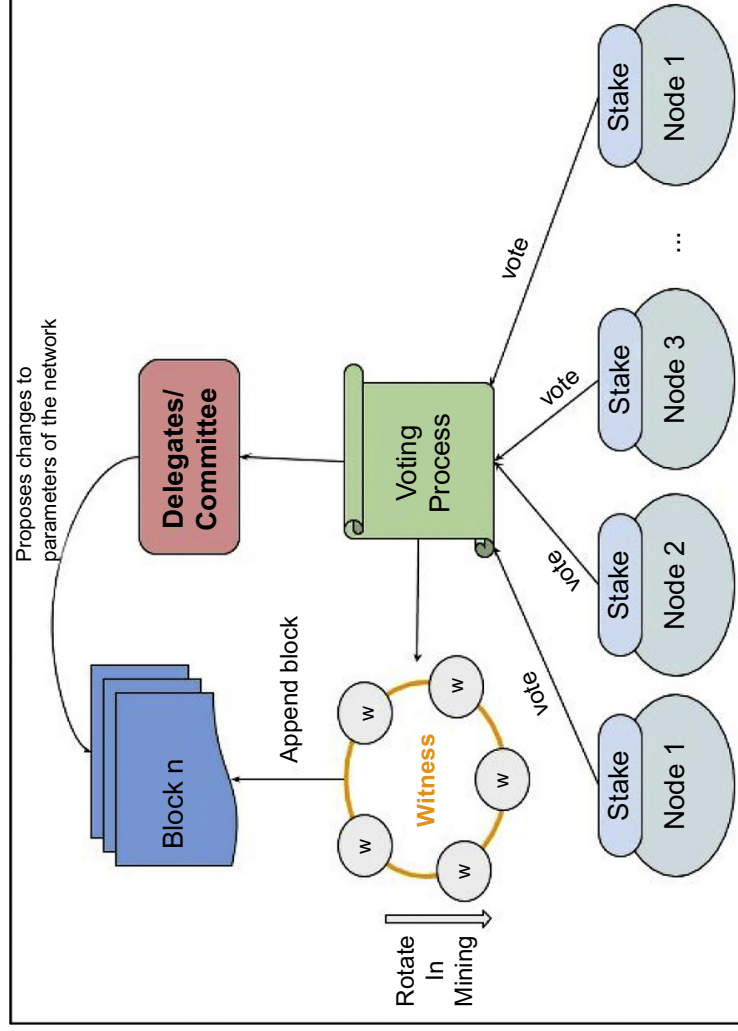 Proposes changes to
parameters of the network
Block n
Delegates/
Committee
Append block
Rotate
In
Mining
w
w
w
w
w
Witness
Voting
Process
vote
vote
vote
vote
Stake
Node 1
Stake
Node 2
Stake
Node 3
...
Stake
Node 1